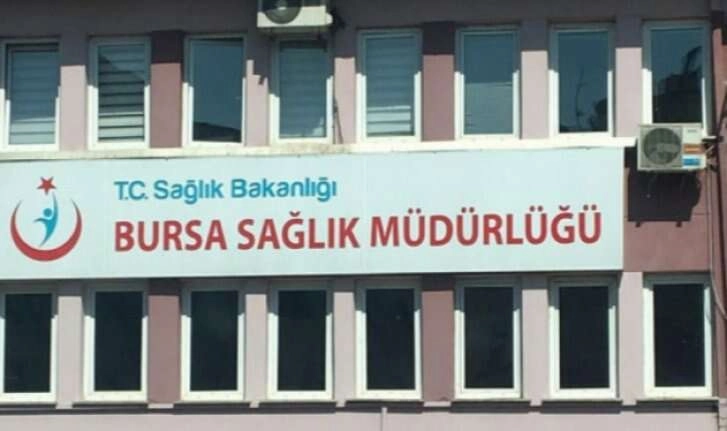 T.C. Sağlık Bakanlığı
BURSA SAĞLIK MÜDÜRLÜĞÜ